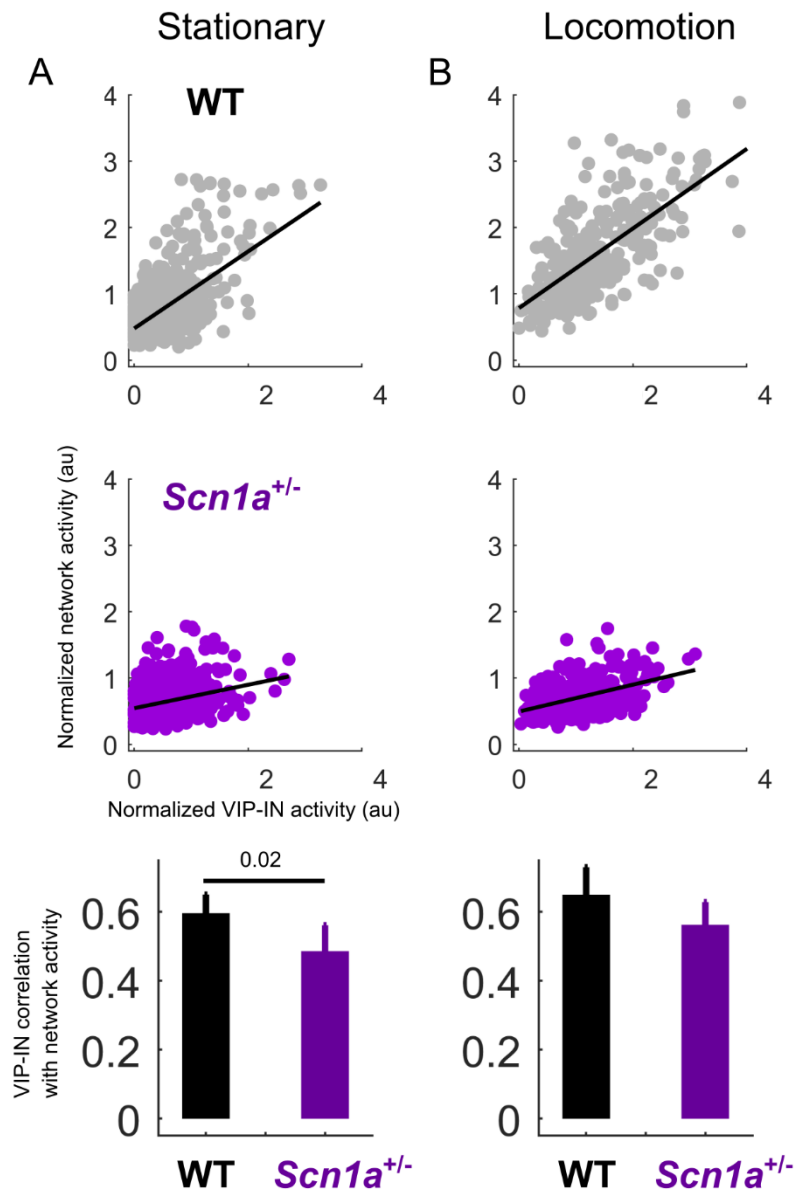 Stationary
Locomotion
A
B
WT
4
3
2
1
0
0 2 4
4
3
2
1
0
0 2 4
Normalized network activity (au)
Scn1a+/-
4
3
2
1
0
0 2 4
Normalized VIP-IN activity (au)
4
3
2
1
0
0 2 4
VIP-IN correlation
with network activity
0.02
0.6
0.4
0.2
0
WT Scn1a+/-
0.6
0.4
0.2
0
WT Scn1a+/-